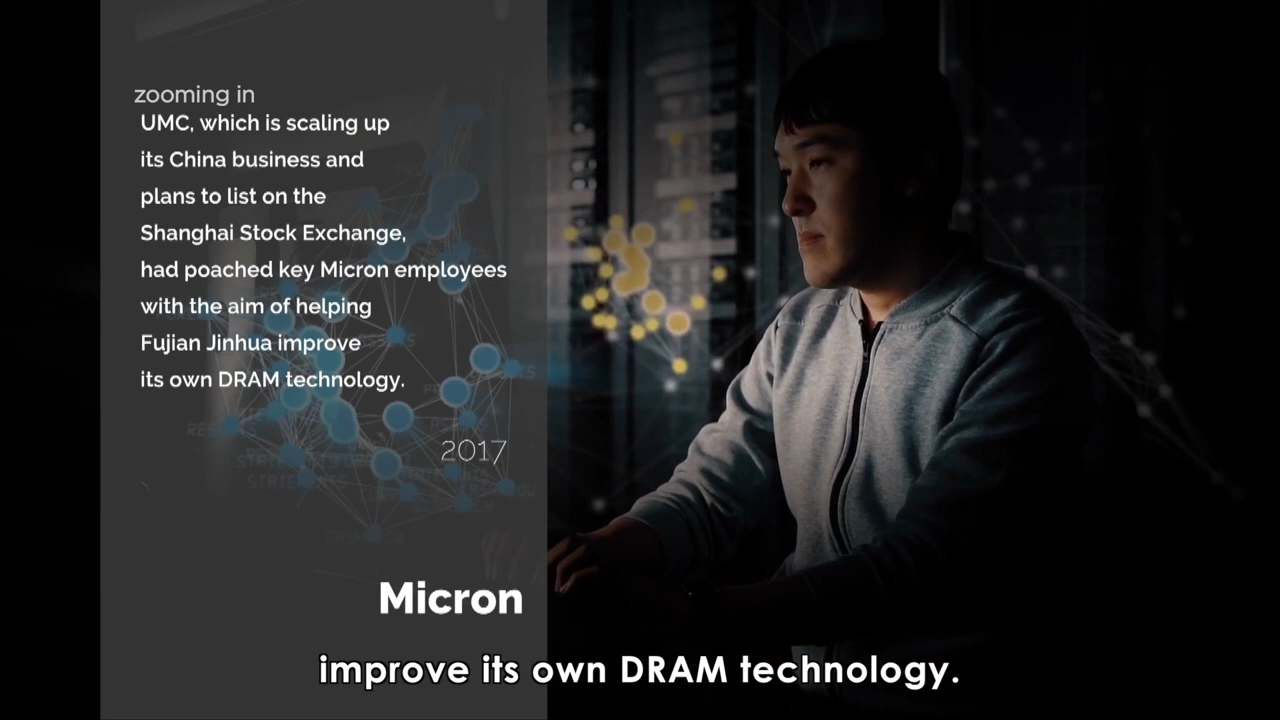 zooming in
UMC, which is scaling up
its China business and
plans to list on the
Shanghai Stock Exchange,
had poached key Micron employees
with the aim of helping
Fujian Jinhua improve
its own DRAM technology.
2017
Micron
improve its own DRAM technology.